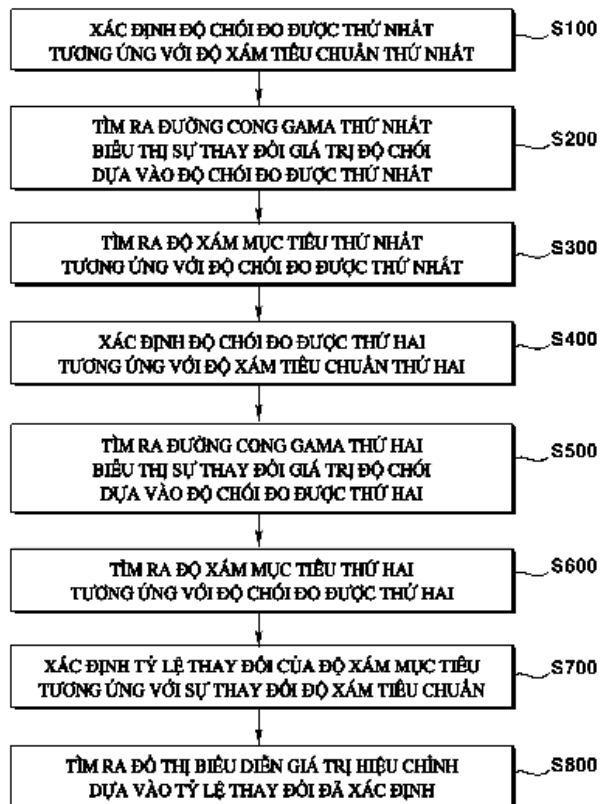 XÁC ĐỊNH ĐỘ CHÓI ĐO ĐƯỢC THỨ NHẤT
TƯƠNG ỨNG VỚI ĐỘ XÁM TIÊU CHUẨN THỨ NHẤT
S100
TÌM RA ĐƯỜNG CONG GAMA THỨ NHẤT
BIỂU THỊ SỰ THAY ĐỔI GIÁ TRỊ ĐỘ CHÓI
DỰA VÀO ĐỘ CHÓI ĐO ĐƯỢC THỨ NHẤT
S200
TÌM RA ĐỘ XÁM MỤC TIÊU THỨ NHẤT
TƯƠNG ỨNG VỚI ĐỘ CHÓI ĐO ĐƯỢC THỨ NHẤT
S300
XÁC ĐỊNH ĐỘ CHÓI ĐO ĐƯỢC THỨ HAI
TƯƠNG ỨNG VỚI ĐỘ XÁM TIÊU CHUẨN THỨ HAI
S400
TÌM RA ĐƯỜNG CONG GAMA THỨ HAI
BIỂU THỊ SỰ THAY ĐỔI GIÁ TRỊ ĐỘ CHÓI
DỰA VÀO ĐỘ CHÓI ĐO ĐƯỢC THỨ HAI
S500
TÌM RA ĐỘ XÁM MỤC TIÊU THỨ HAI
TƯƠNG ỨNG VỚI ĐỘ CHÓI ĐO ĐƯỢC THỨ HAI
S600
XÁC ĐỊNH TỶ LỆ THAY ĐỔI CỦA ĐỘ XÁM MỤC TIÊU
TƯƠNG ỨNG VỚI SỰ THAY ĐỔI ĐỘ XÁM TIÊU CHUẨN
S700
TÌM RA ĐỒ THỊ BIỂU DIỄN GIÁ TRỊ HIỆU CHỈNH
DỰA VÀO TỶ LỆ THAY ĐỔI ĐÃ XÁC ĐỊNH
S800